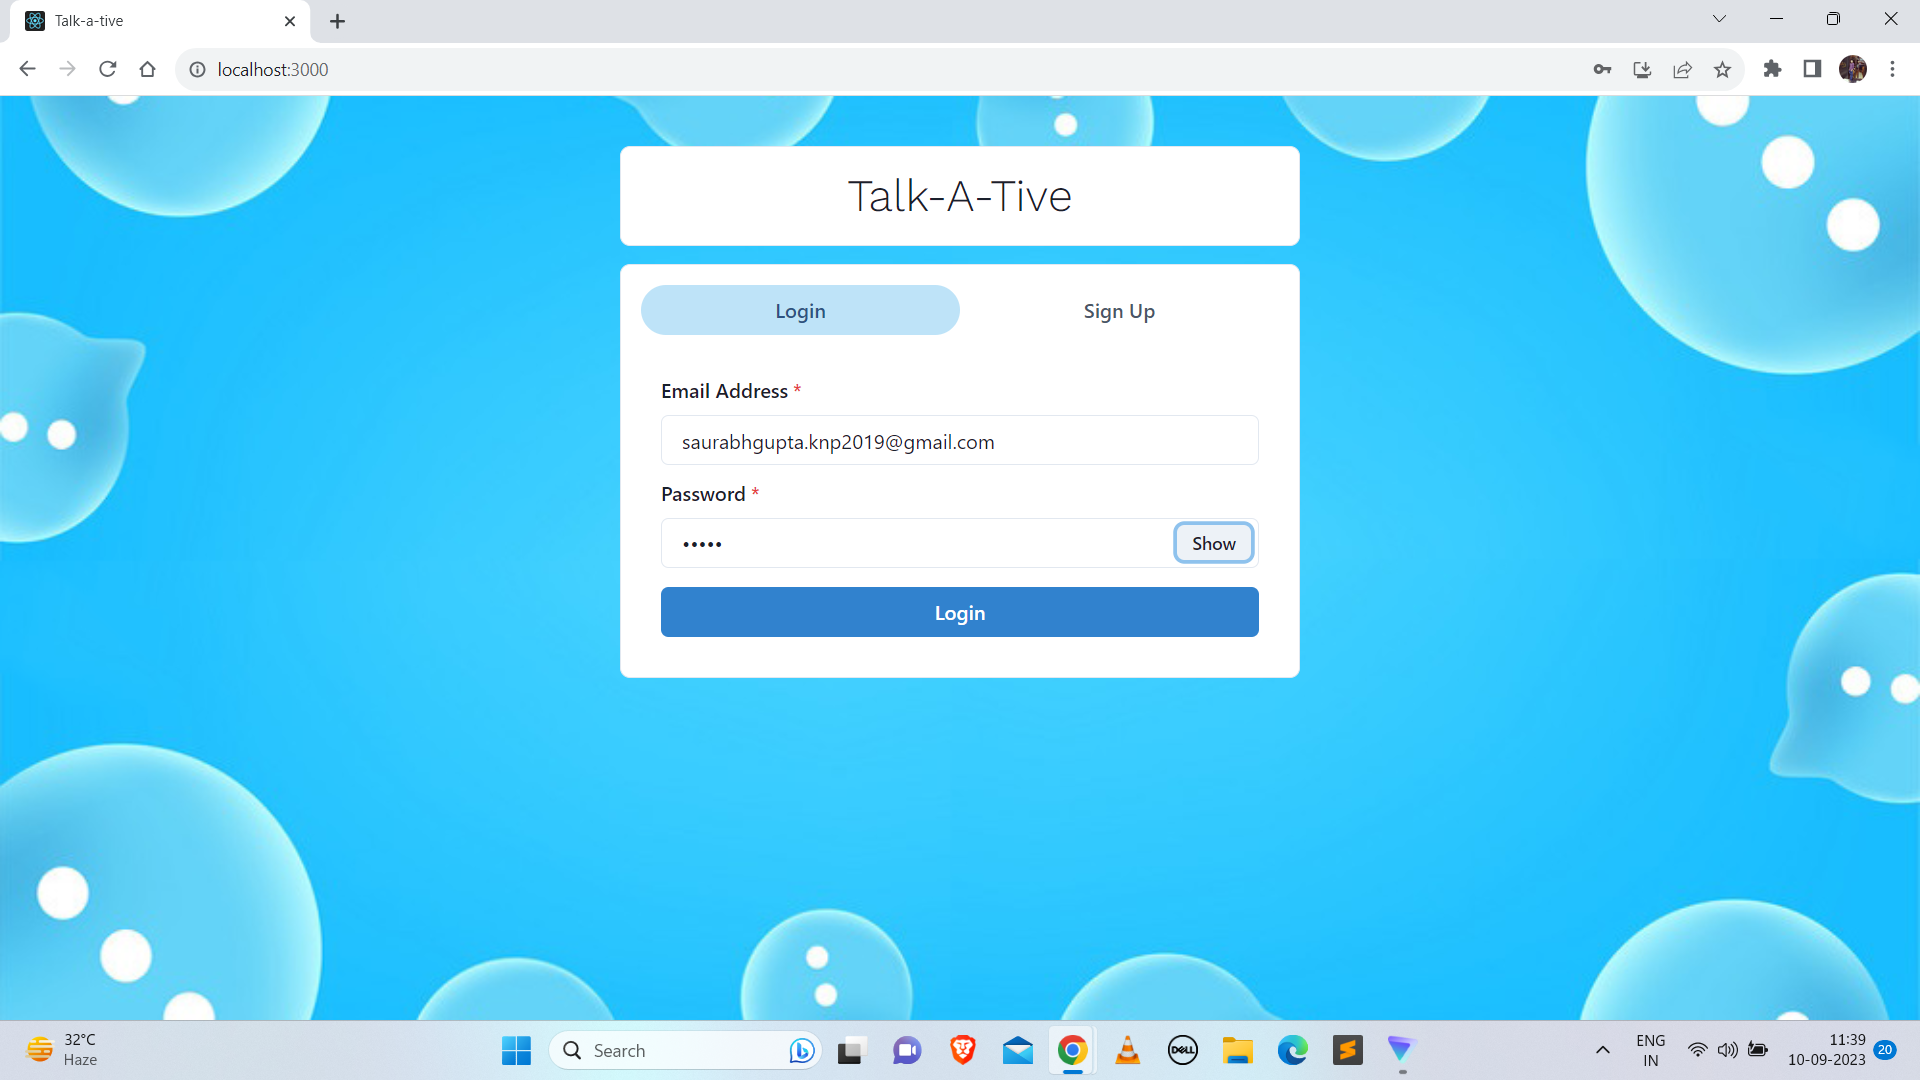 Talk-a-tive
localhost:3000
Talk-A-Tive
Login
Sign Up
Email Address *
saurabhgupta.knp2019@gmail.com
Password *
•••••
Show
Login
32°C
Haze
Search
DELL
ENG
IN
11:39
10-09-2023
20